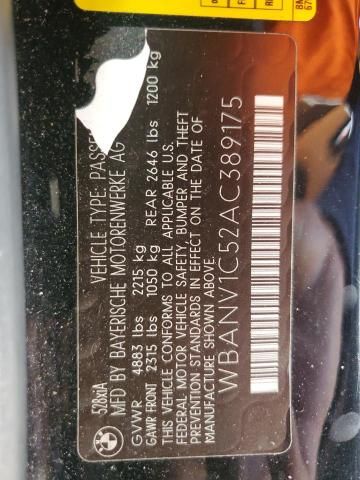 528xiA VEHICLE TYPE: PASSE
MFD BY BAYERISCHE MOTORENWERKE AG
GVWR 4883 lbs 2215 kg
GAWR FRONT 2315 lbs 1050 kg REAR 2646 lbs 1200 kg
THIS VEHICLE CONFORMS TO ALL APPLICABLE U.S.
FEDERAL MOTOR VEHICLE SAFETY, BUMPER AND THEFT
PREVENTION STANDARDS IN EFFECT ON THE DATE OF
MANUFACTURE SHOWN ABOVE.
WBANV1C52AC389175